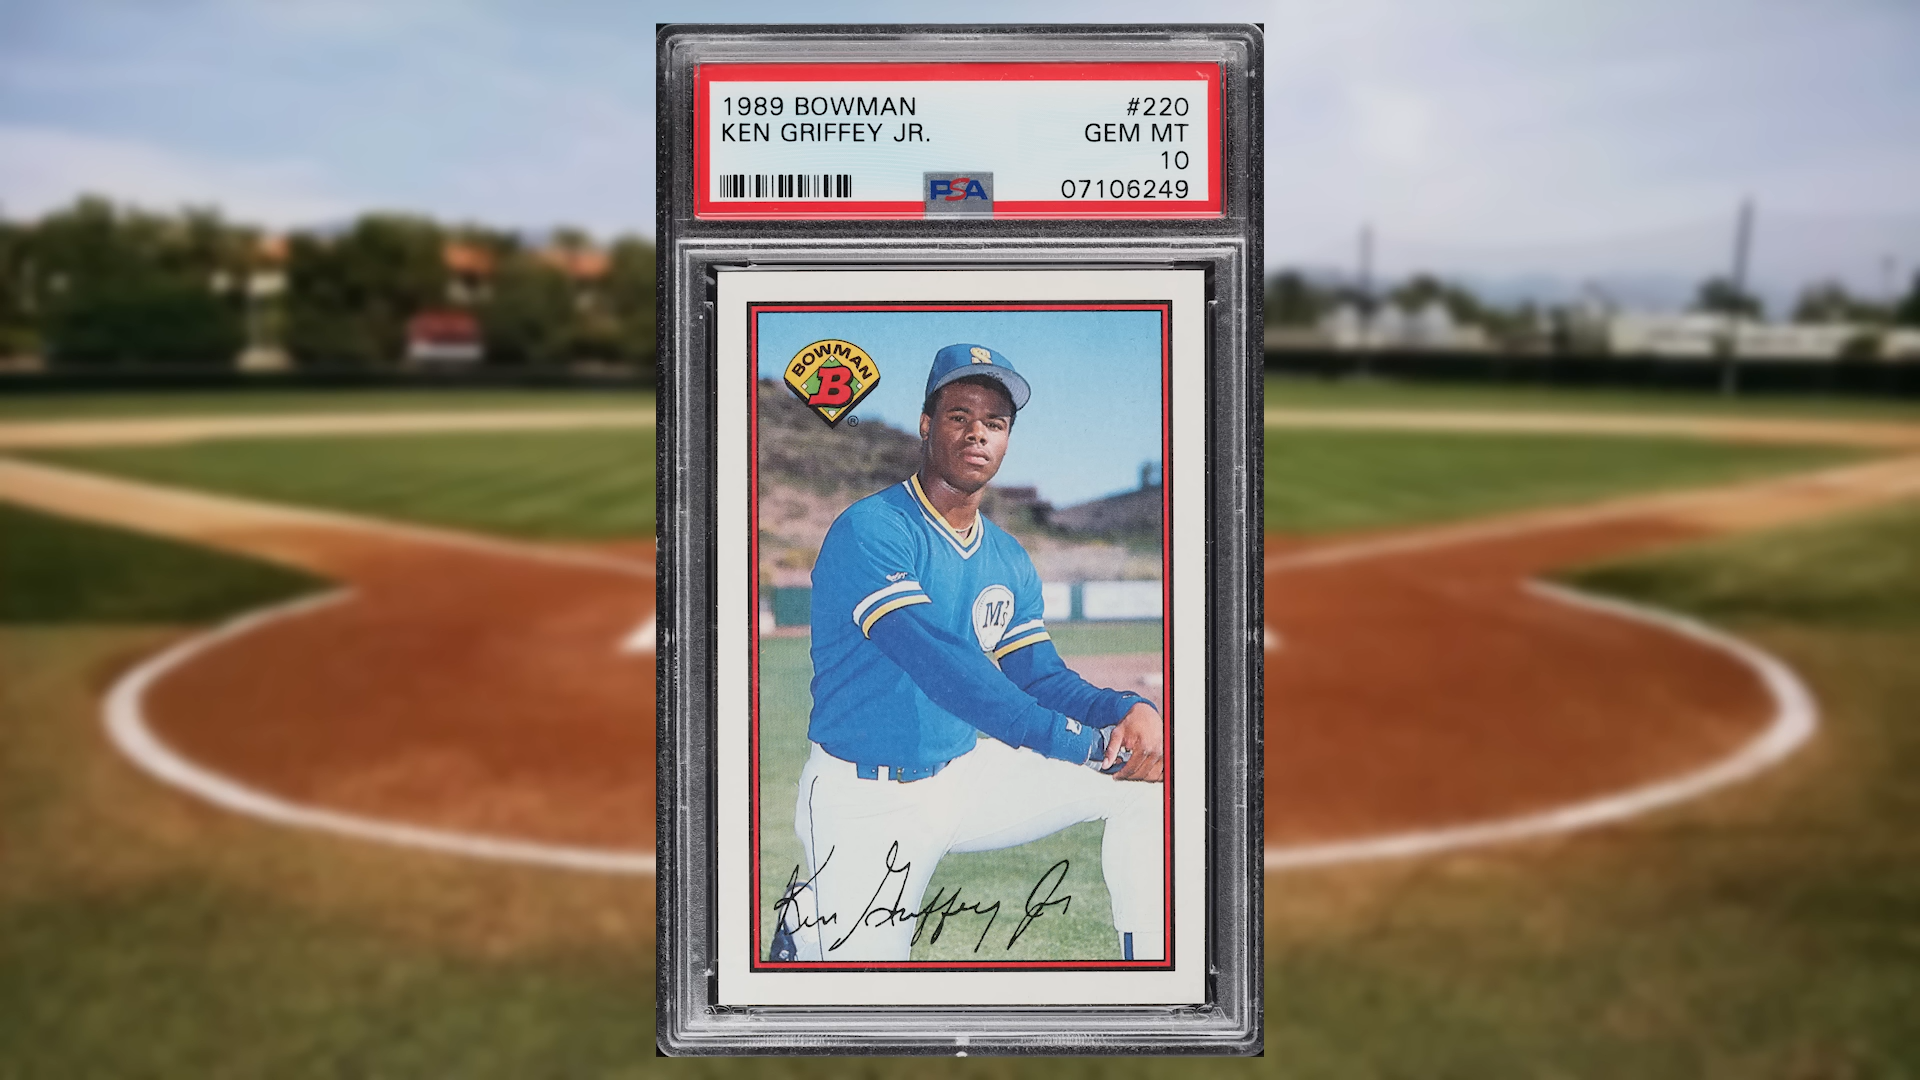 1989 BOWMAN #220
KEN GRIFFEY JR. GEM MT
10
PSA 07106249
BOWMAN
B
®
S
M's
Ken Griffey Jr